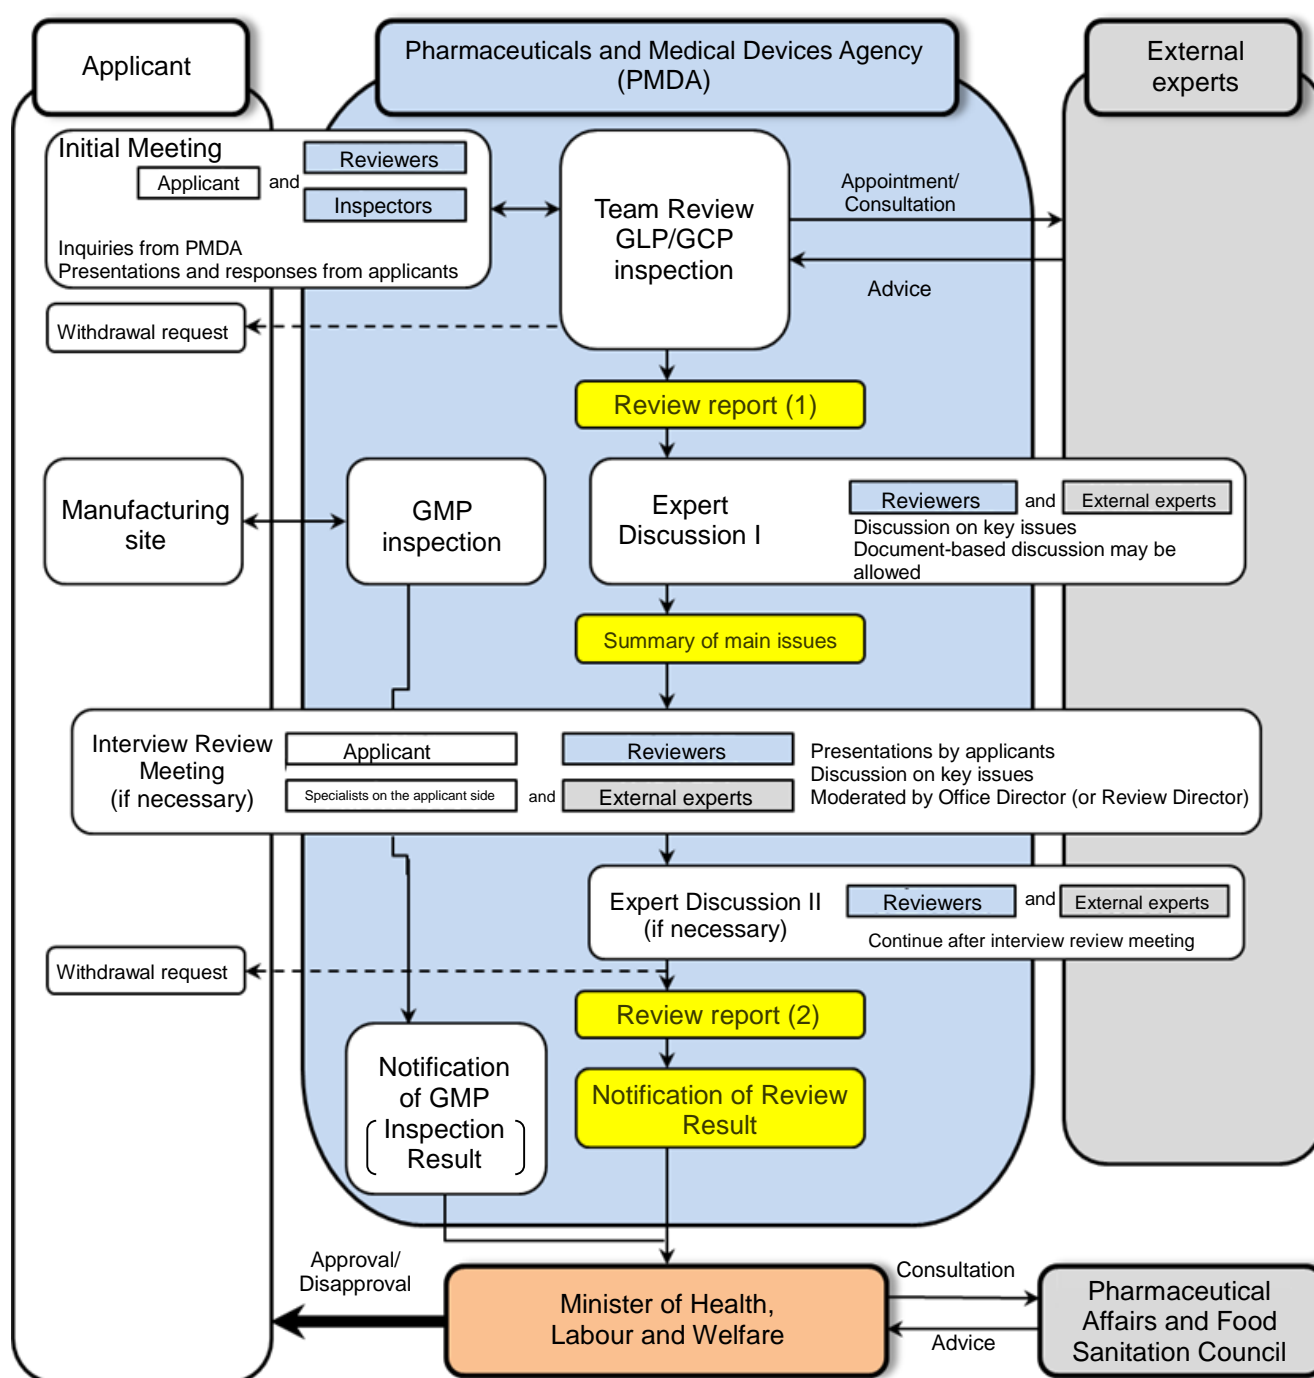 Applicant
Pharmaceuticals and Medical Devices Agency
(PMDA)
External
experts
Initial Meeting
Applicant
and
Reviewers
Inspectors
Inquiries from PMDA
Presentations and responses from applicants
Team Review
GLP/GCP
inspection
Appointment/
Consultation
Advice
Withdrawal request
Review report (1)
Manufacturing
site
GMP
inspection
Expert
Discussion I
Reviewers
and
External experts
Discussion on key issues
Document-based discussion may be
allowed
Summary of main issues
Interview Review
Meeting
(if necessary)
Applicant
Specialists on the applicant side
and
Reviewers
External experts
Presentations by applicants
Discussion on key issues
Moderated by Office Director (or Review Director)
Expert Discussion II
(if necessary)
Reviewers
and
External experts
Continue after interview review meeting
Withdrawal request
Review report (2)
Notification
of GMP
Inspection
Result
Notification of Review
Result
Approval/
Disapproval
Minister of Health,
Labour and Welfare
Consultation
Advice
Pharmaceutical
Affairs and Food
Sanitation Council